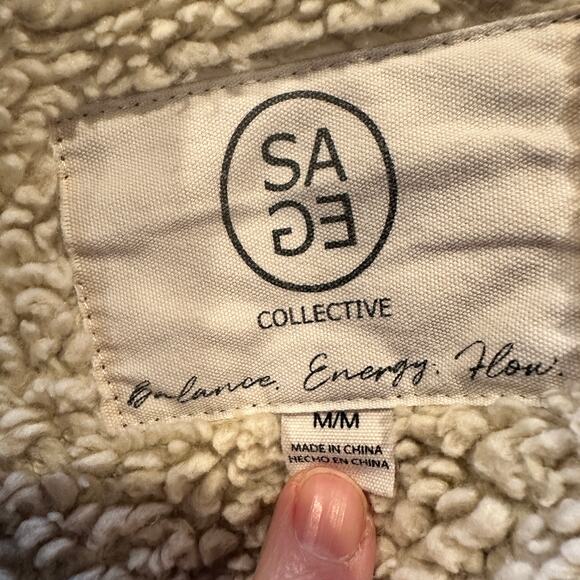 SA
GE
COLLECTIVE
Balance. Energy. Flow.
M/M
MADE IN CHINA
HECHO EN CHINA